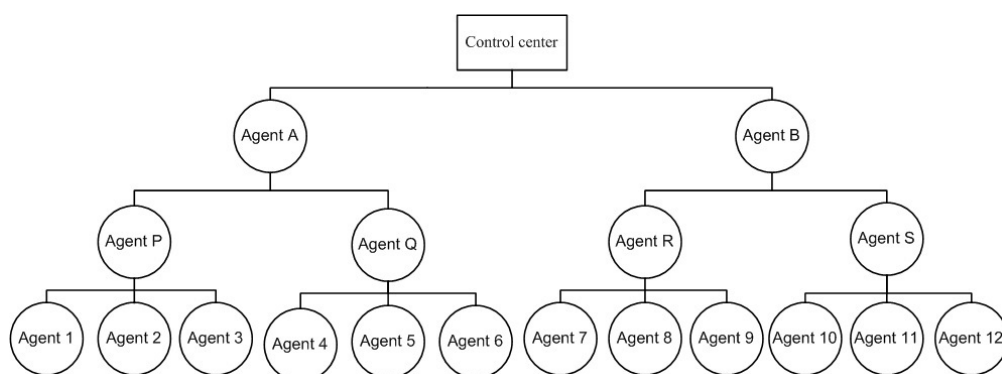 Control center
Agent A
Agent B
Agent P
Agent Q
Agent R
Agent S
Agent 1
Agent 2
Agent 3
Agent 4
Agent 5
Agent 6
Agent 7
Agent 8
Agent 9
Agent 10
Agent 11
Agent 12